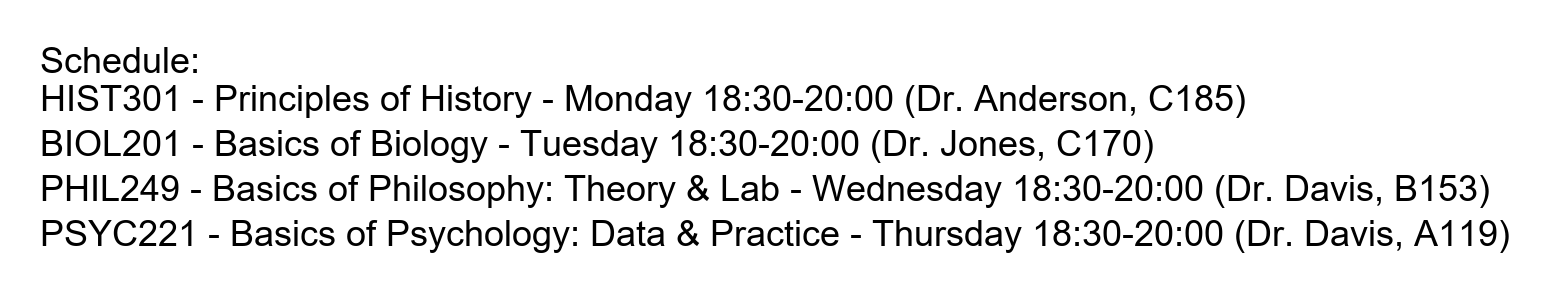 Schedule:
HIST301 - Principles of History - Monday 18:30-20:00 (Dr. Anderson, C185)
BIOL201 - Basics of Biology - Tuesday 18:30-20:00 (Dr. Jones, C170)
PHIL249 - Basics of Philosophy: Theory & Lab - Wednesday 18:30-20:00 (Dr. Davis, B153)
PSYC221 - Basics of Psychology: Data & Practice - Thursday 18:30-20:00 (Dr. Davis, A119)